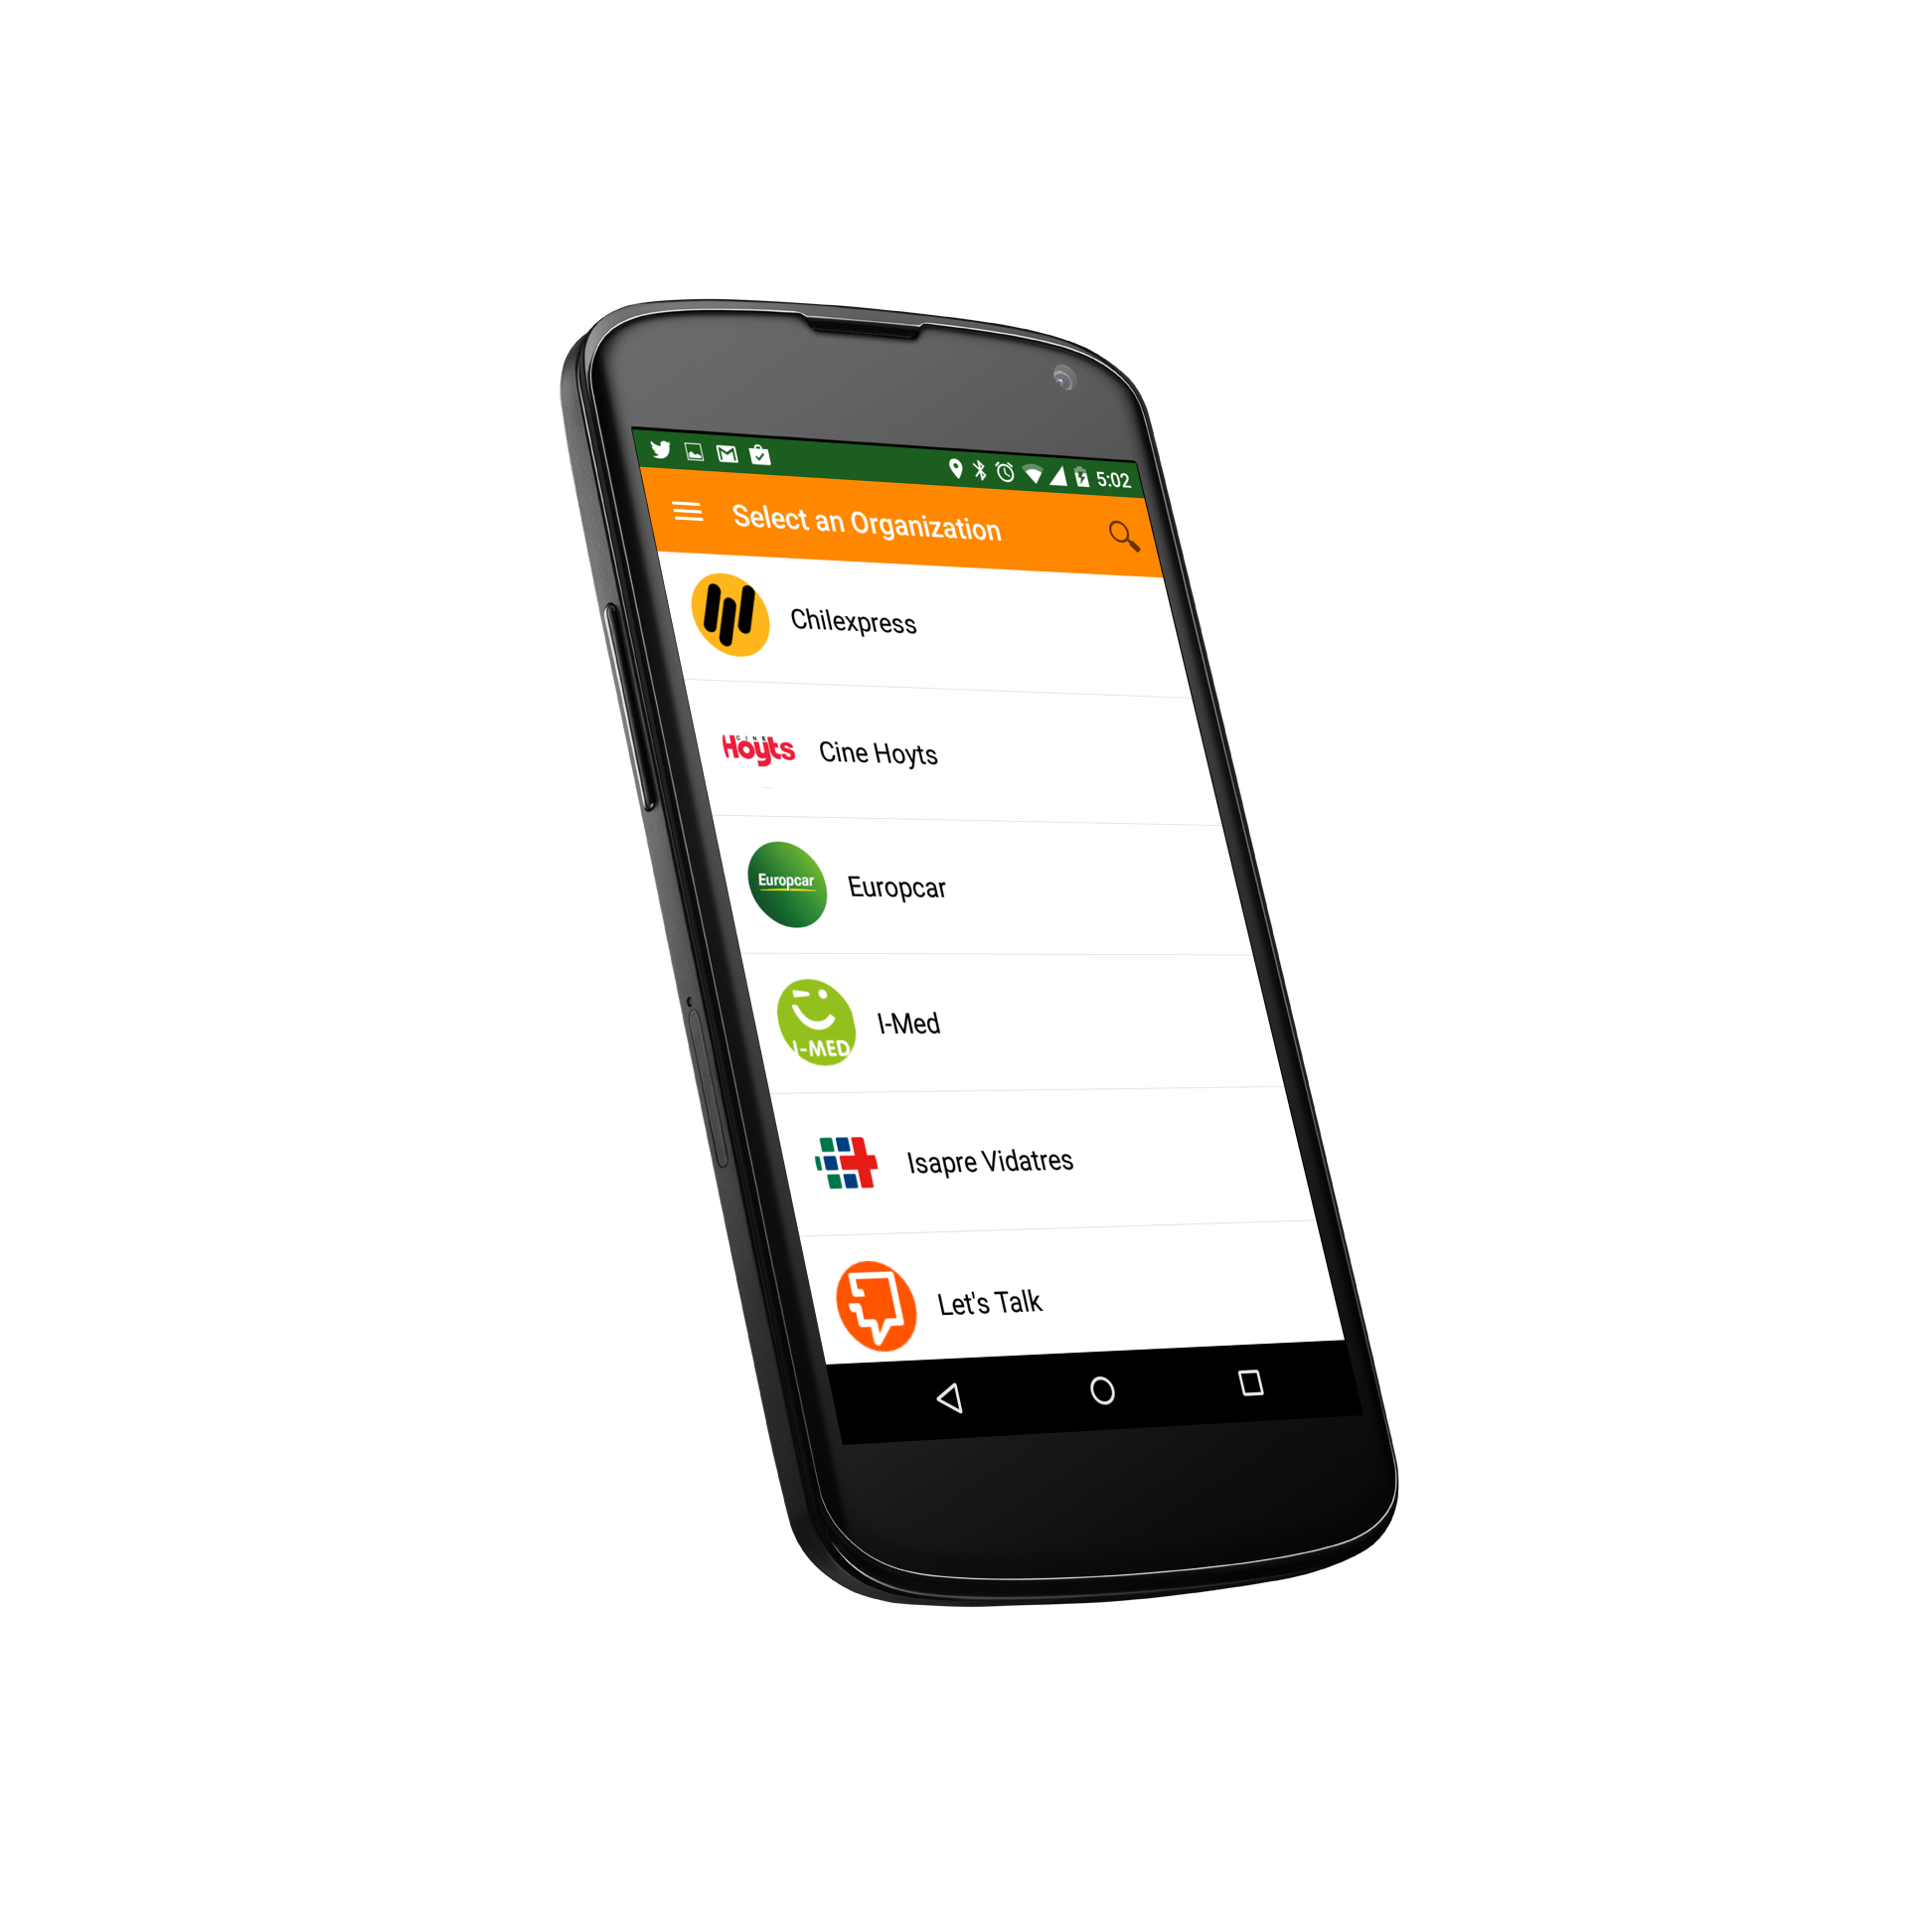 5:02
Select an Organization
Chilexpress
CINE
Hoyts
Cine Hoyts
Europcar
Europcar
I-MED
I-Med
Isapre Vidatres
Let's Talk